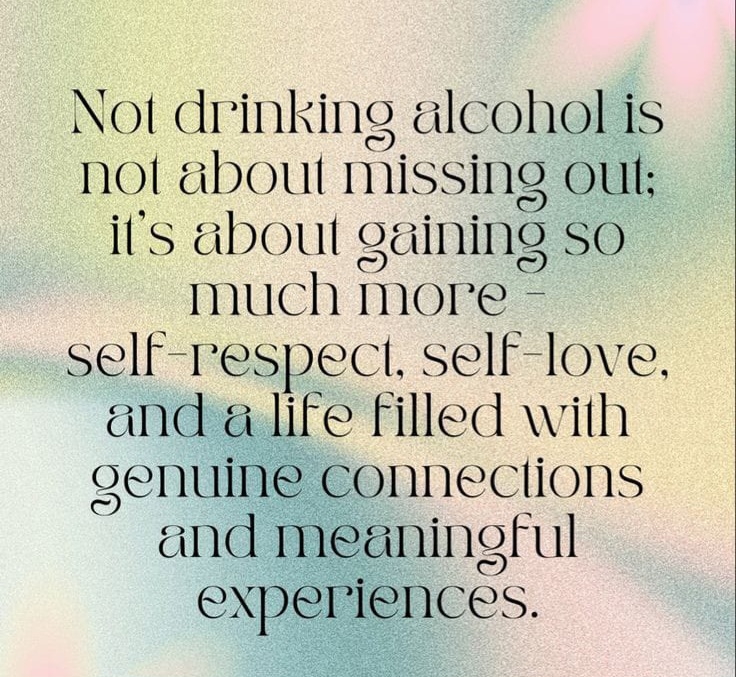 Not drinking alcohol is
not about missing out;
it's about gaining so
much more -
self-respect, self-love,
and a life filled with
genuine connections
and meaningful
experiences.